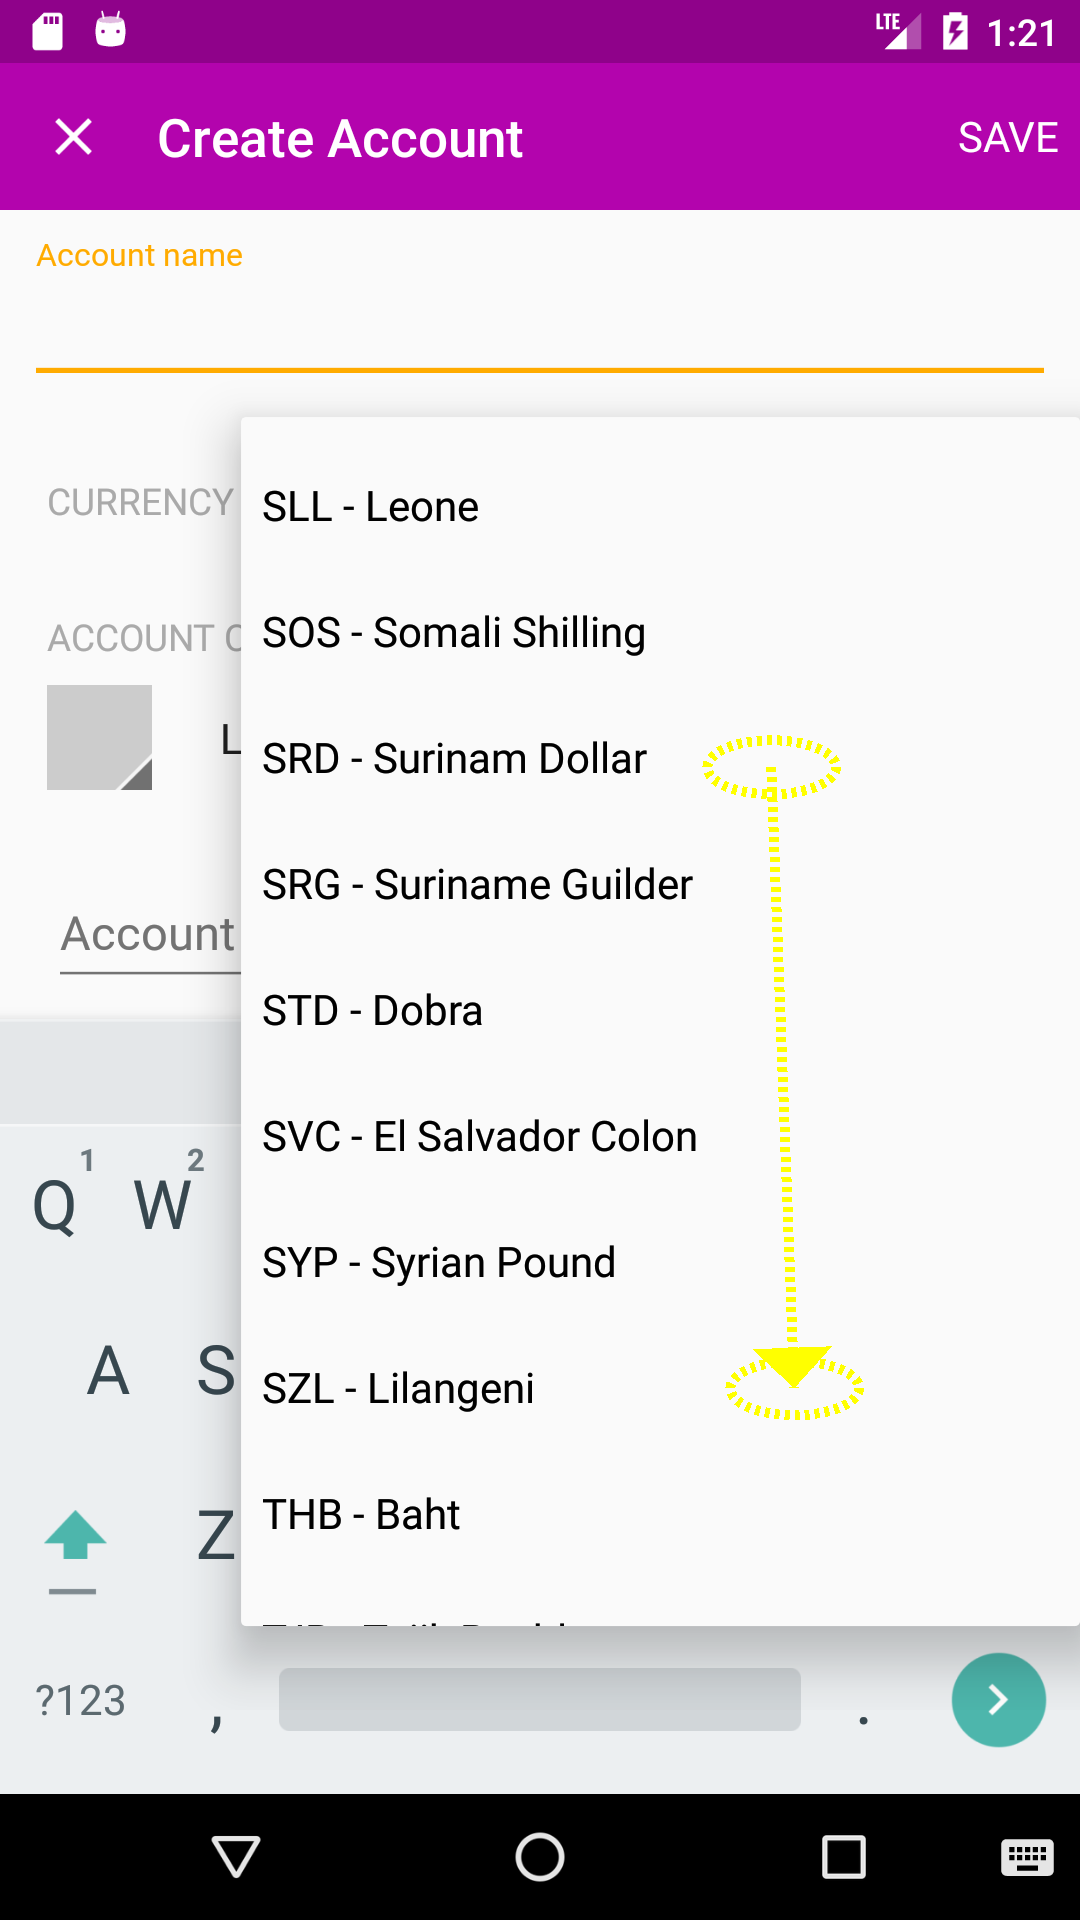 LTE 1:21
Create Account SAVE
Account name
CURRENCY
SLL - Leone
SOS - Somali Shilling
ACCOUNT C
L
SRD - Surinam Dollar
SRG - Suriname Guilder
Account
STD - Dobra
SVC - El Salvador Colon
Q 1 W 2
SYP - Syrian Pound
A S
SZL - Lilangeni
THB - Baht
Z
?123 , .